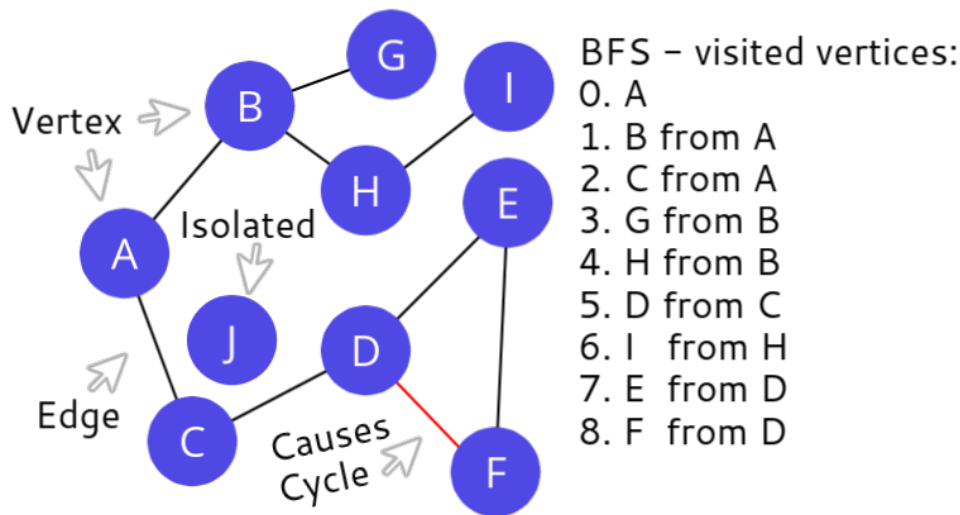 G
I
B
Vertex
H
E
Isolated
A
J
D
Edge
C
Causes
Cycle
F
BFS - visited vertices:
0. A
1. B from A
2. C from A
3. G from B
4. H from B
5. D from C
6. I from H
7. E from D
8. F from D